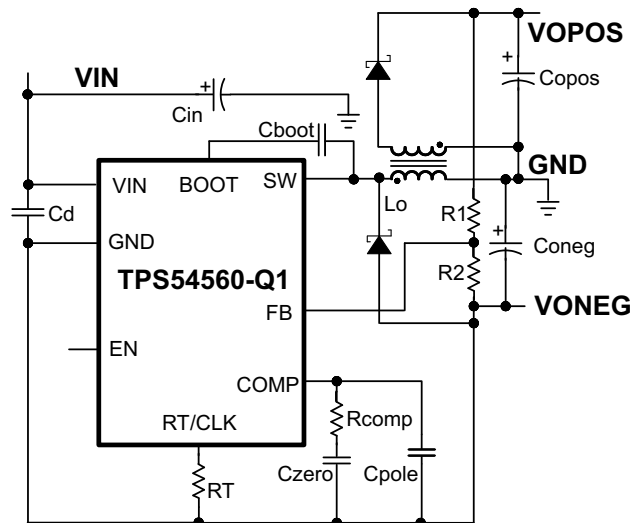 VOPOS
VIN
Copos
Cin
Cboot
GND
VIN
BOOT
SW
Lo
R1
Cd
GND
Coneg
TPS54560-Q1
R2
FB
VONEG
EN
COMP
RT/CLK
Rcomp
Czero
Cpole
RT